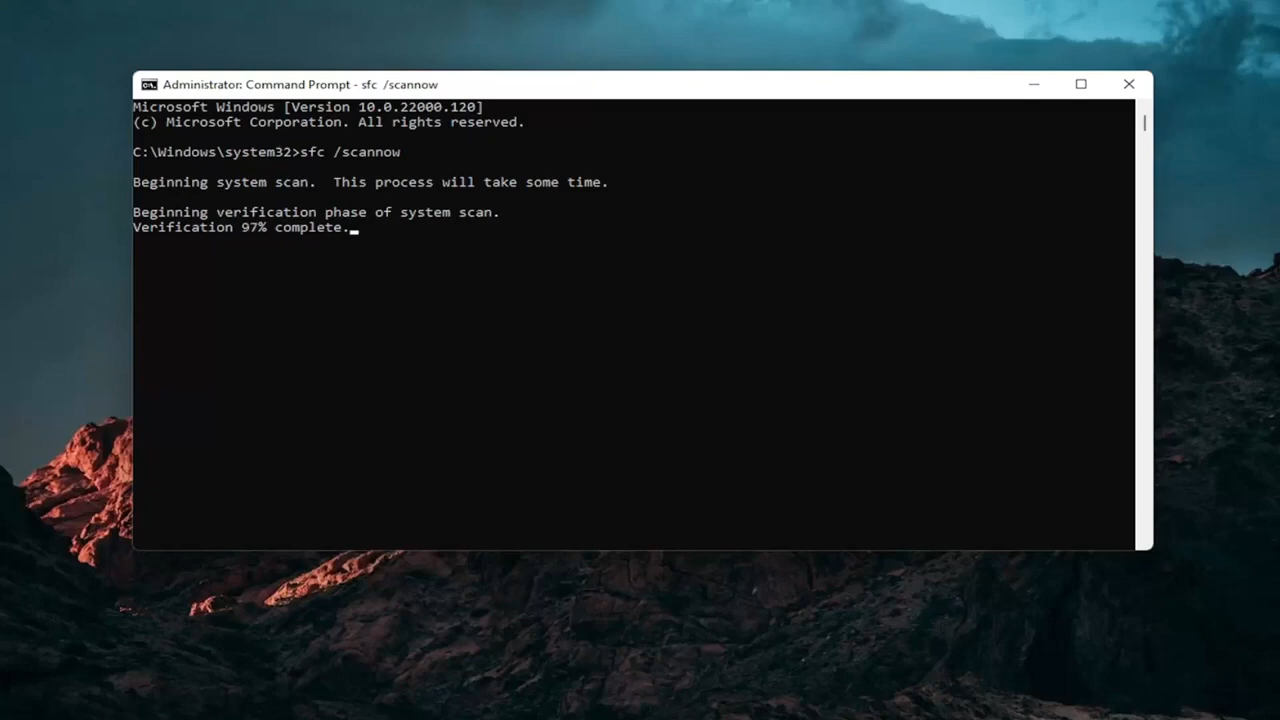 Administrator: Command Prompt - sfc  /scannow
Microsoft Windows [Version 10.0.22000.120]
(c) Microsoft Corporation. All rights reserved.
C:\Windows\system32>sfc /scannow
Beginning system scan.  This process will take some time.
Beginning verification phase of system scan.
Verification 97% complete.